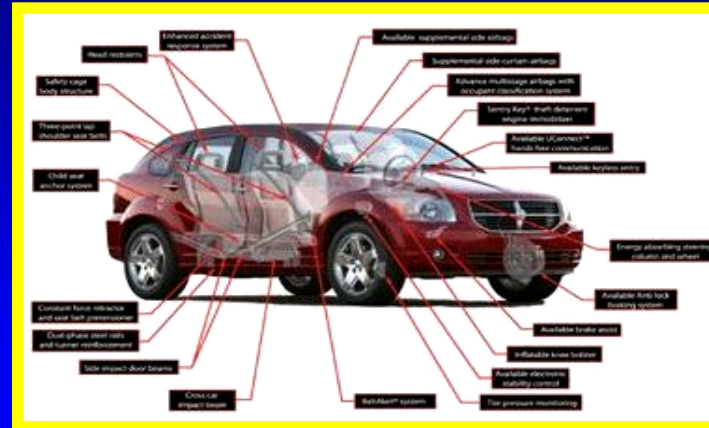 Enhanced accident
response system
Available supplemental side airbags
Head restraints
Supplemental side-curtain airbags
Safety cage
body structure
Advance multistage airbags with
occupant classification system
Sentry Key® theft deterrent
engine immobilizer
Three-point lap
shoulder seat belts
Available UConnect™
hands free communication
Available keyless entry
Child seat
anchor system
Energy absorbing steering
column and wheel
Available Anti-lock
braking system
Constant force retractor
and seat belt pretensioner
Available brake assist
Dual-phase steel rails
and tunnel reinforcement
Inflatable knee bolster
Side impact door beams
Available electronic
stability control
Cross-car
impact beam
BeltAlert® system
Tire pressure monitoring